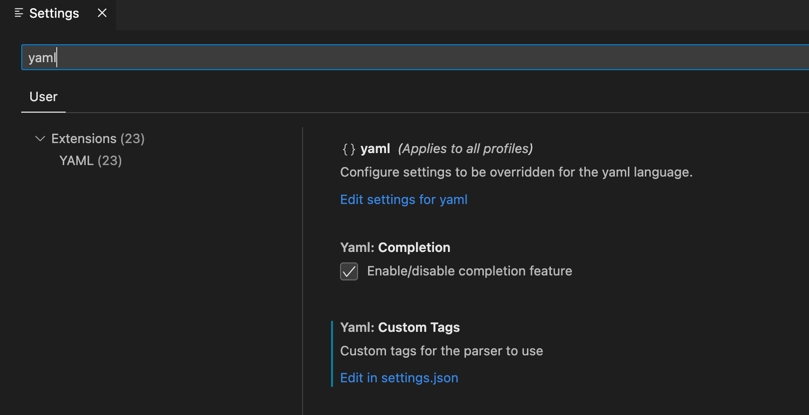 Settings
yaml
User
Extensions (23)
YAML (23)
{} yaml (Applies to all profiles)
Configure settings to be overridden for the yaml language.
Edit settings for yaml
Yaml: Completion
Enable/disable completion feature
Yaml: Custom Tags
Custom tags for the parser to use
Edit in settings.json